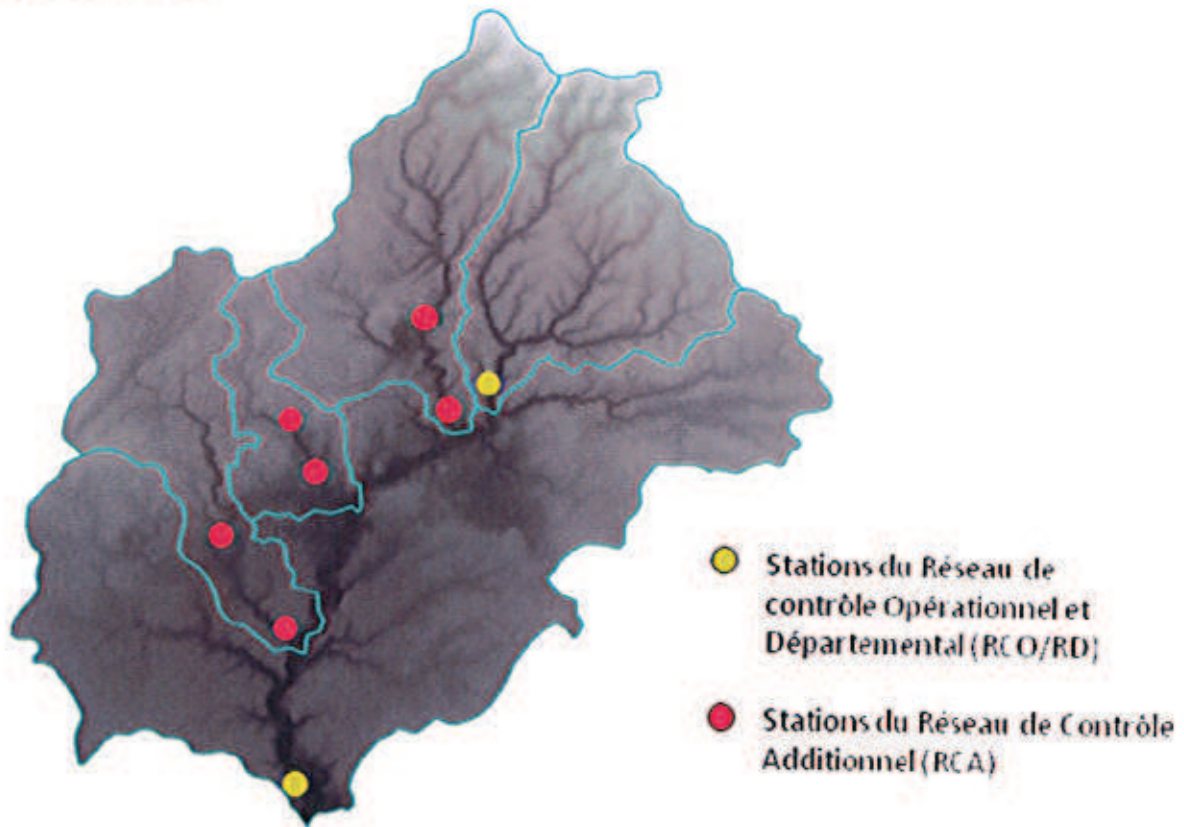 Stations du Réseau de
contrôle Opérationnel et
Départemental (RCO/RD)
Stations du Réseau de Contrôle
Additionnel (RCA)